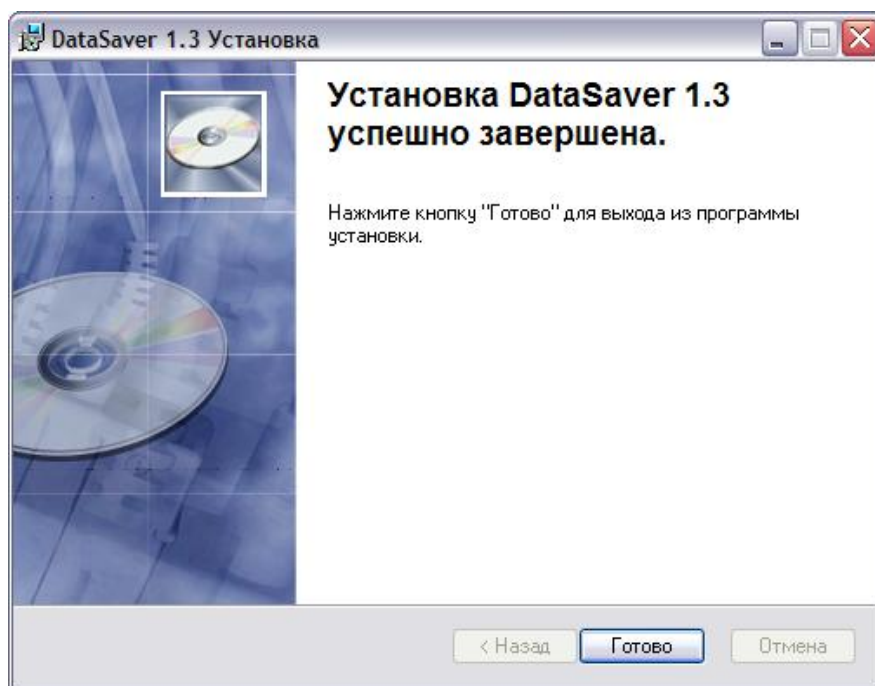 DataSaver 1.3 Установка
Установка DataSaver 1.3
успешно завершена.
Нажмите кнопку "Готово" для выхода из программы
установки.
< Назад
Готово
Отмена